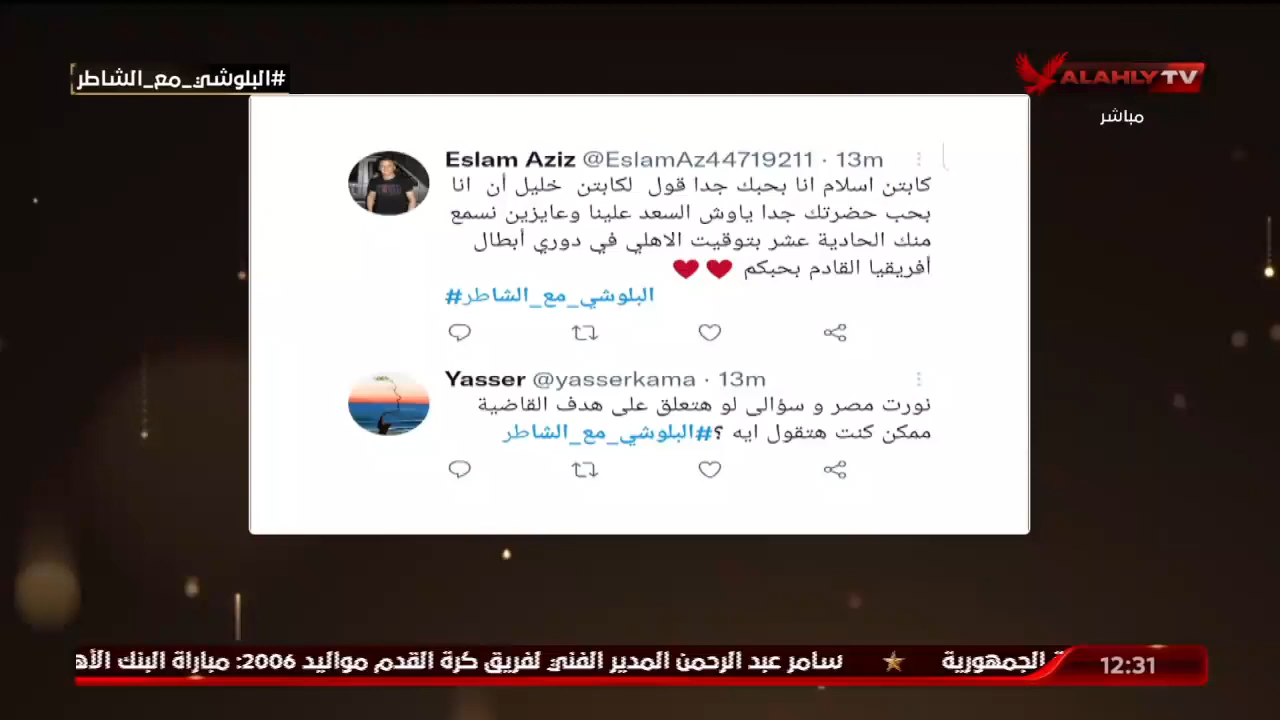 #البلوشي_مع_الشاطر
ALAHLY TV
مباشر
Eslam Aziz @EslamAz44719211 · 13m
كابتن اسلام انا بحبك جدا قول لكابتن خليل أن انا
بحب حضرتك جدا ياوش السعد علينا وعايزين نسمع
منك الحادية عشر بتوقيت الاهلي في دوري أبطال
أفريقيا القادم بحبكم ❤❤
#البلوشي_مع_الشاطر
Yasser @yasserkama · 13m
نورت مصر و سؤالى لو هتعلق على هدف القاضية
ممكن كنت هتقول ايه ؟#البلوشي_مع_الشاطر
الجمهورية ★ سامر عبد الرحمن المدير الفني لفريق كرة القدم مواليد 2006: مباراة البنك
12:31